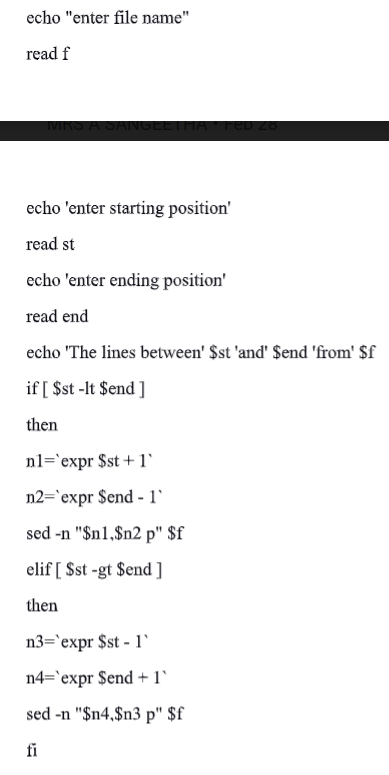 echo "enter file name"
read f
MRS A SANGEETHA • Feb 28
echo 'enter starting position'
read st
echo 'enter ending position'
read end
echo 'The lines between' $st 'and' $end 'from' $f
if [ $st -lt $end ]
then
n1=`expr $st + 1`
n2=`expr $end - 1`
sed -n "$n1,$n2 p" $f
elif [ $st -gt $end ]
then
n3=`expr $st - 1`
n4=`expr $end + 1`
sed -n "$n4,$n3 p" $f
fi